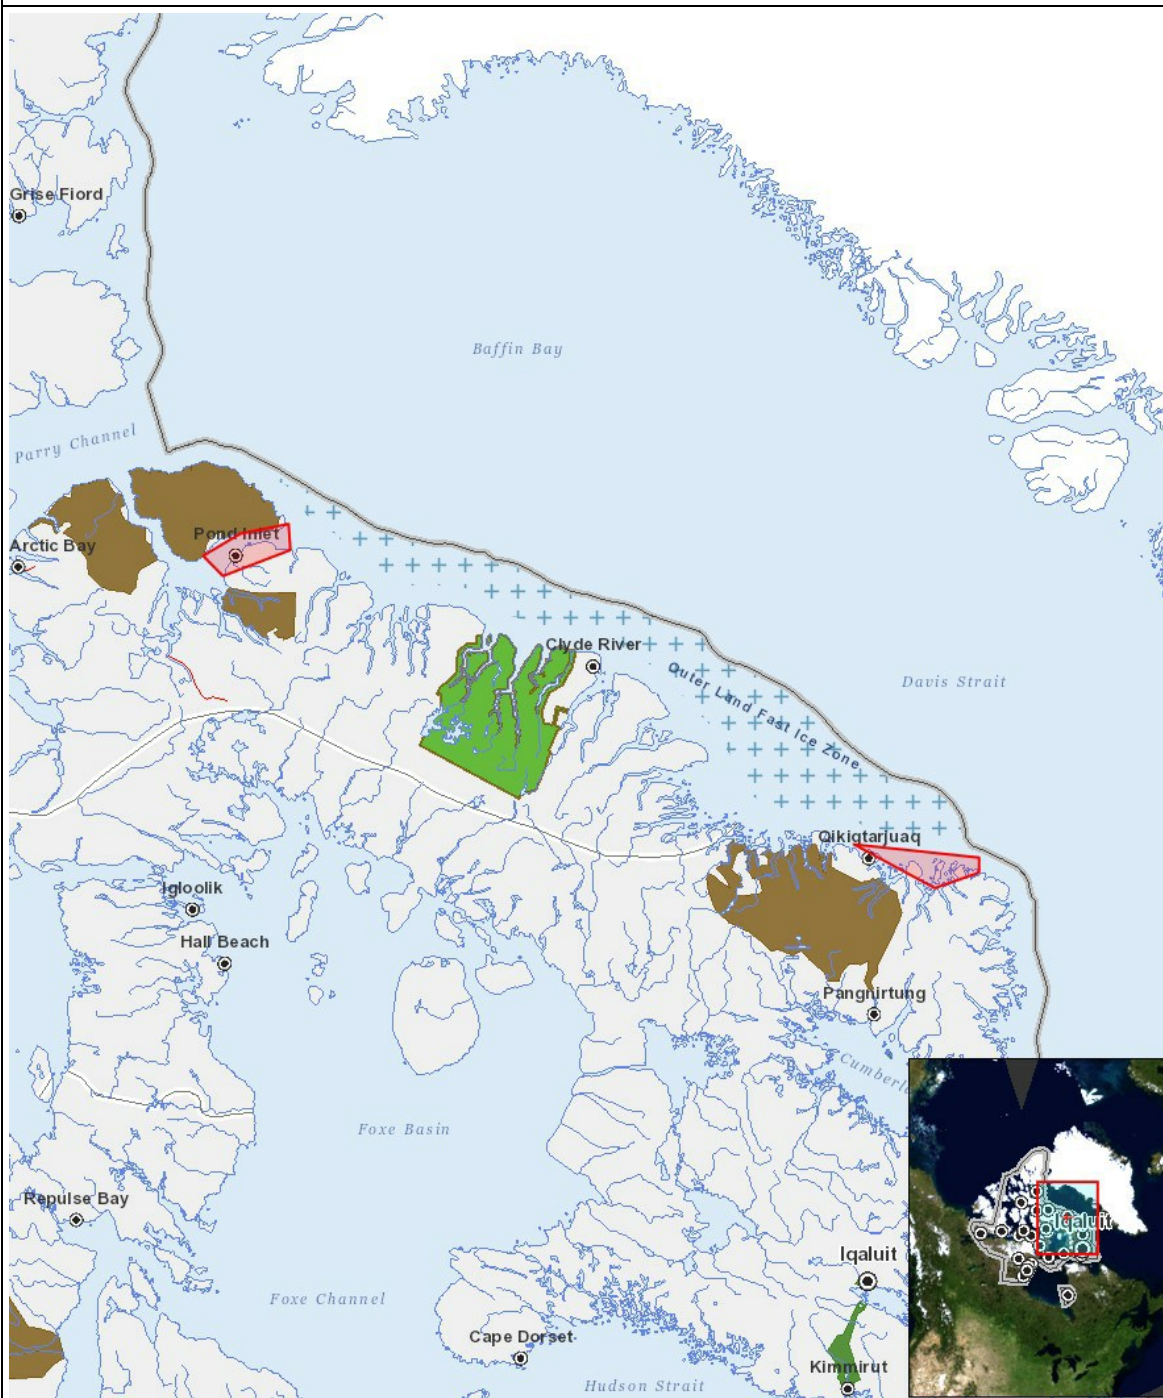 Grise Fiord
Baffin Bay
Parry Channel
Pond Inlet
Arctic Bay
Clyde River
Davis Strait
Outer Land Fast Ice Zone
Qikiqtarjuaq
Igloolik
Hall Beach
Pangnirtung
Cumberl
Foxe Basin
Repulse Bay
Iqaluit
Iqaluit
Foxe Channel
Cape Dorset
Kimmirut
Hudson Strait